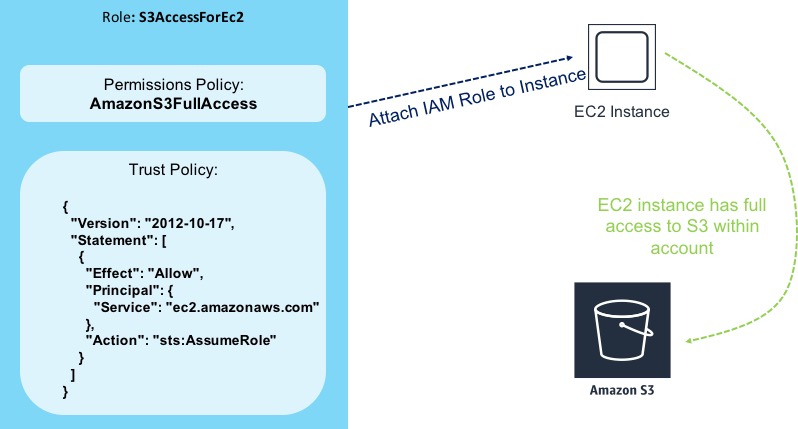 Role: S3AccessForEc2
Permissions Policy:
AmazonS3FullAccess
Trust Policy:
{
"Version": "2012-10-17",
"Statement": [
{
"Effect": "Allow",
"Principal": {
"Service": "ec2.amazonaws.com"
},
"Action": "sts:AssumeRole"
}
]
}
Attach IAM Role to Instance
EC2 Instance
EC2 instance has full
access to S3 within
account
Amazon S3